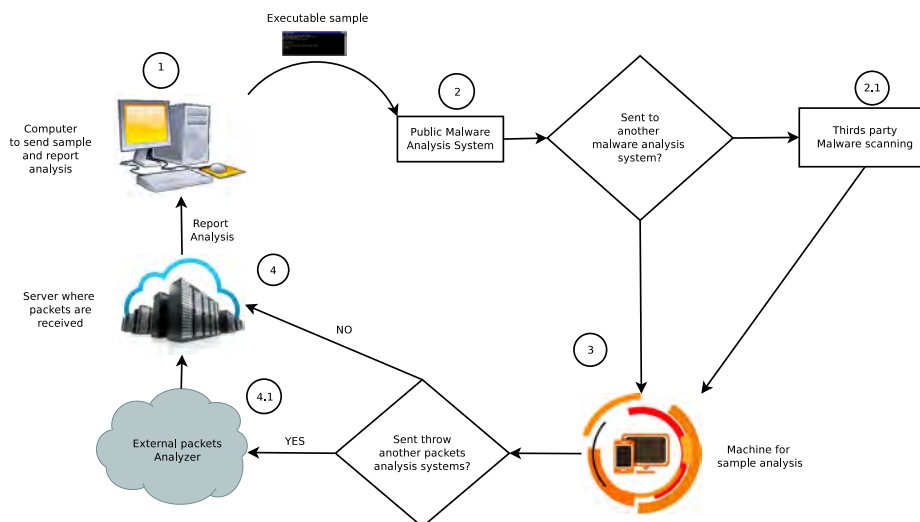 Executable sample
1
Computer
to send sample
and report
analysis
2
Public Malware
Analysis System
Sent to
another
malware analysis
system?
2.1
Thirds party
Malware scanning
Report
Analysis
4
Server where
packets are
received
NO
3
4.1
External packets
Analyzer
YES
Sent throw
another packets
analysis systems?
Machine for
sample analysis